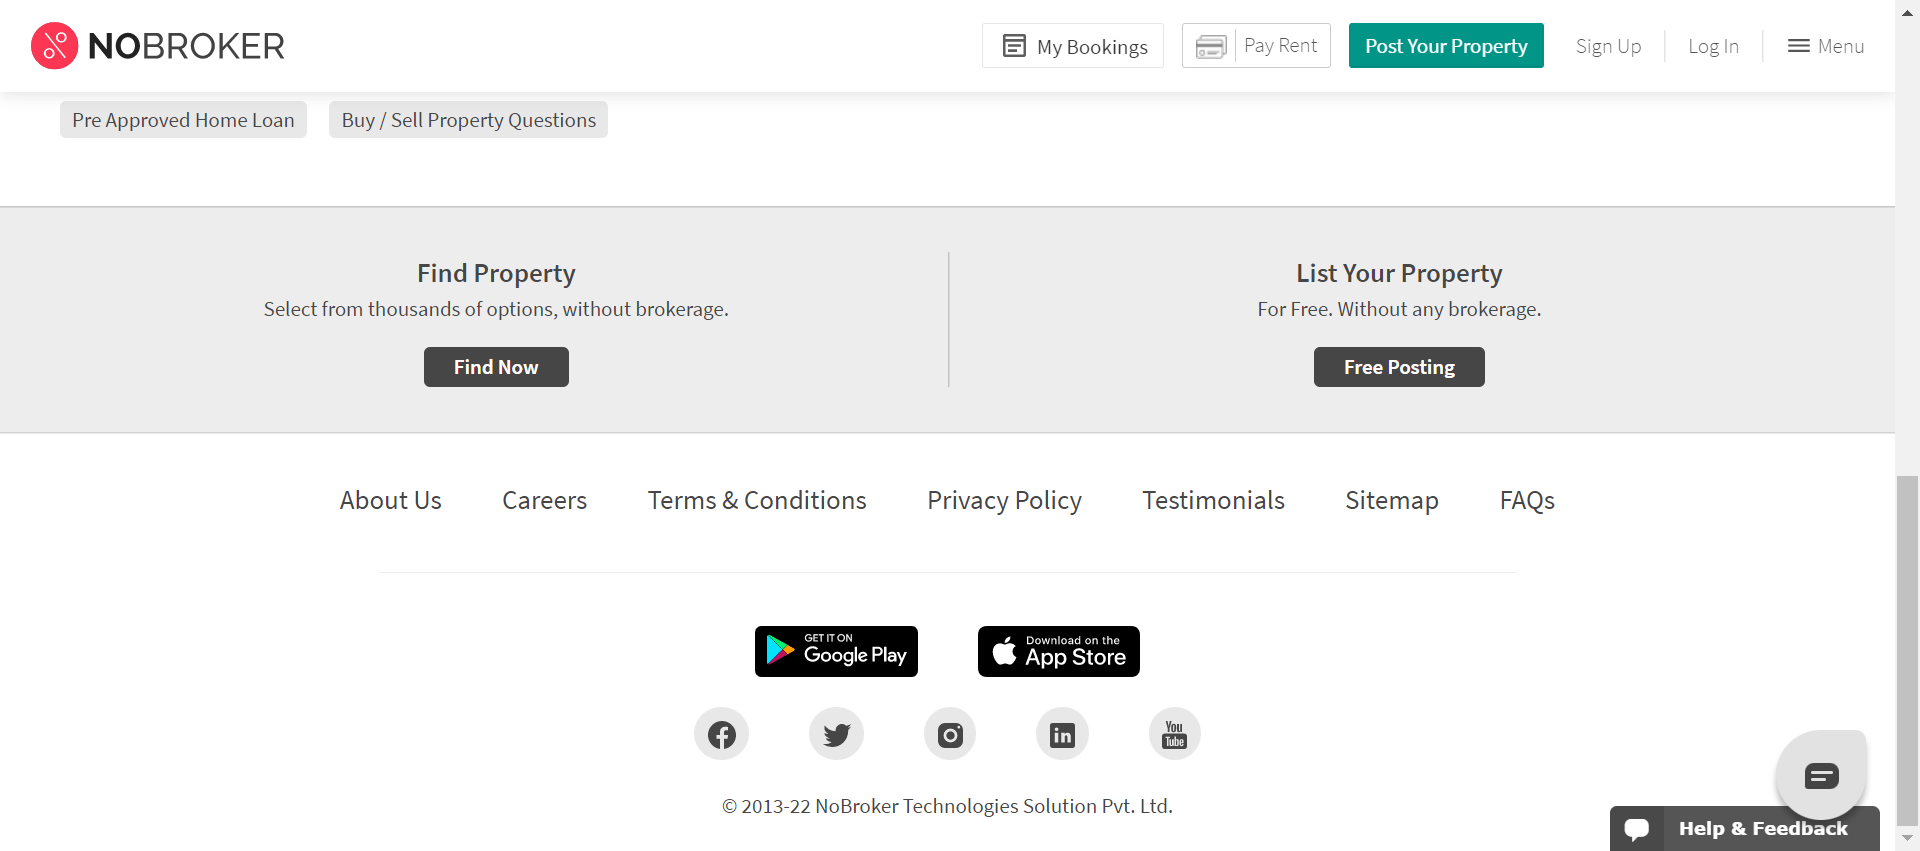 NOBROKER
My Bookings
Pay Rent
Post Your Property
Sign Up
Log In
Menu
Pre Approved Home Loan
Buy / Sell Property Questions
Find Property
Select from thousands of options, without brokerage.
Find Now
List Your Property
For Free. Without any brokerage.
Free Posting
About Us
Careers
Terms & Conditions
Privacy Policy
Testimonials
Sitemap
FAQs
GET IT ON
Google Play
Download on the
App Store
in
You
Tube
© 2013-22 NoBroker Technologies Solution Pvt. Ltd.
Help & Feedback